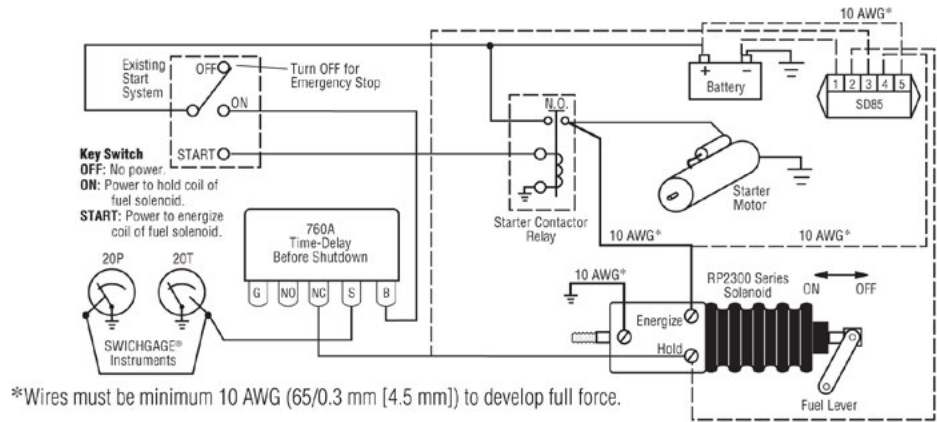 10 AWG*
Existing
Start
System
OFF
Turn OFF for
Emergency Stop
ON
START
+ −
Battery
1 2 3 4 5
SD85
N.O.
Key Switch
OFF: No power.
ON: Power to hold coil of
fuel solenoid.
START: Power to energize
coil of fuel solenoid.
Starter Contactor
Relay
Starter
Motor
760A
Time-Delay
Before Shutdown
G NO NC S B
20P 20T
SWICHGAGE®
Instruments
10 AWG*
10 AWG*
10 AWG*
RP2300 Series
Solenoid
ON OFF
Energize
Hold
Fuel Lever
*Wires must be minimum 10 AWG (65/0.3 mm [4.5 mm]) to develop full force.